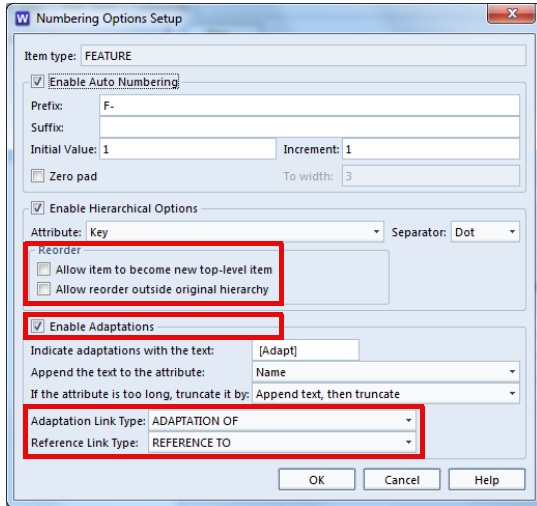 W Numbering Options Setup
Item type: FEATURE
Enable Auto Numbering
Prefix: F-
Suffix:
Initial Value: 1 Increment: 1
Zero pad To width: 3
Enable Hierarchical Options
Attribute: Key Separator: Dot
Reorder
Allow item to become new top-level item
Allow reorder outside original hierarchy
Enable Adaptations
Indicate adaptations with the text: [Adapt]
Append the text to the attribute: Name
If the attribute is too long, truncate it by: Append text, then truncate
Adaptation Link Type: ADAPTATION OF
Reference Link Type: REFERENCE TO
OK Cancel Help